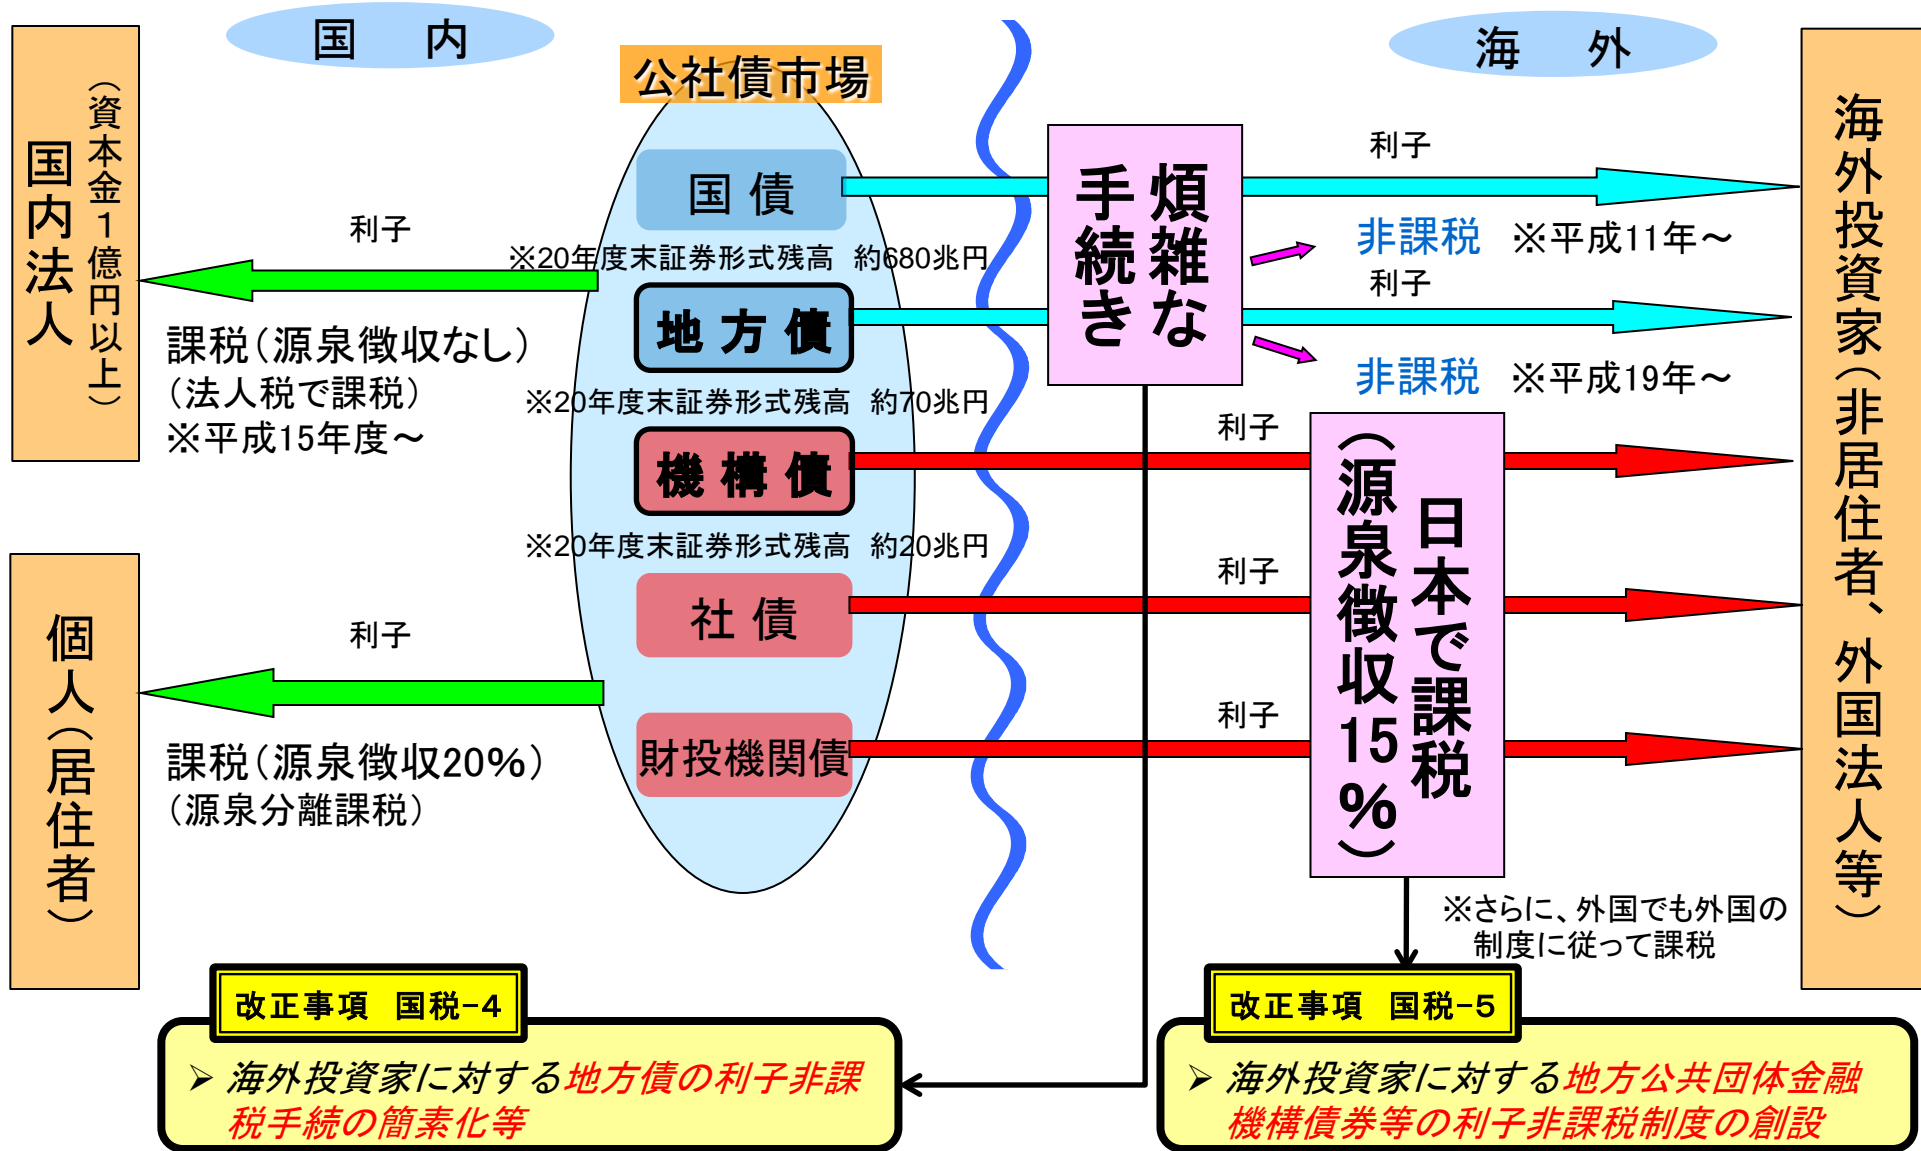 国　内
海　外
公社債市場
国内法人
（資本金１億円以上）
個人（居住者）
利子
課税（源泉徴収なし）
（法人税で課税）
※平成15年度～
利子
課税（源泉徴収20％）
（源泉分離課税）
国 債
※20年度末証券形式残高　約680兆円
地 方 債
※20年度末証券形式残高　約70兆円
機 構 債
※20年度末証券形式残高　約20兆円
社 債
財投機関債
煩雑な
手続き
利子
非課税　※平成11年～
利子
非課税　※平成19年～
利子
利子
利子
日本で課税
（源泉徴収15％）
※さらに、外国でも外国の
制度に従って課税
海外投資家（非居住者、外国法人等）
改正事項　国税-4
➢ 海外投資家に対する地方債の利子非課
税手続の簡素化等
改正事項　国税-5
➢ 海外投資家に対する地方公共団体金融
機構債券等の利子非課税制度の創設